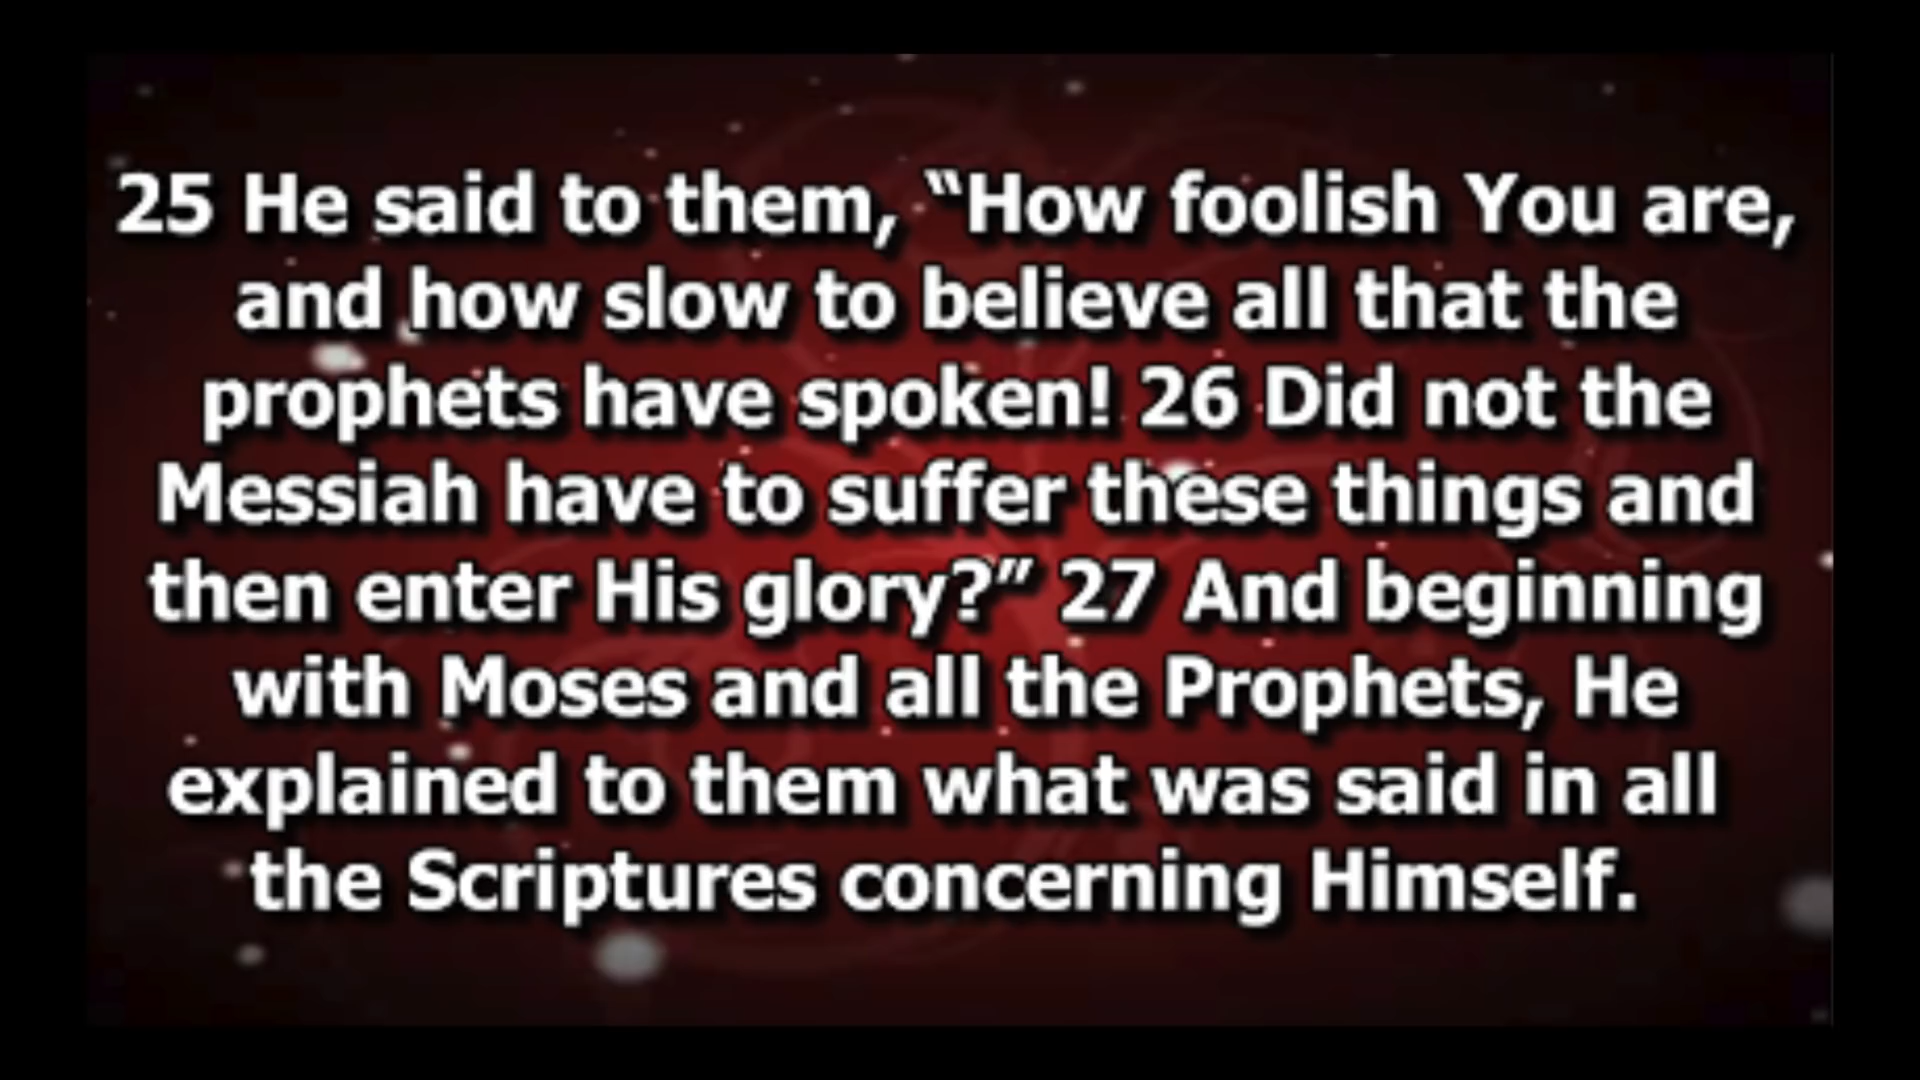 25 He said to them, “How foolish You are,
and how slow to believe all that the
prophets have spoken! 26 Did not the
Messiah have to suffer these things and
then enter His glory?” 27 And beginning
with Moses and all the Prophets, He
explained to them what was said in all
the Scriptures concerning Himself.